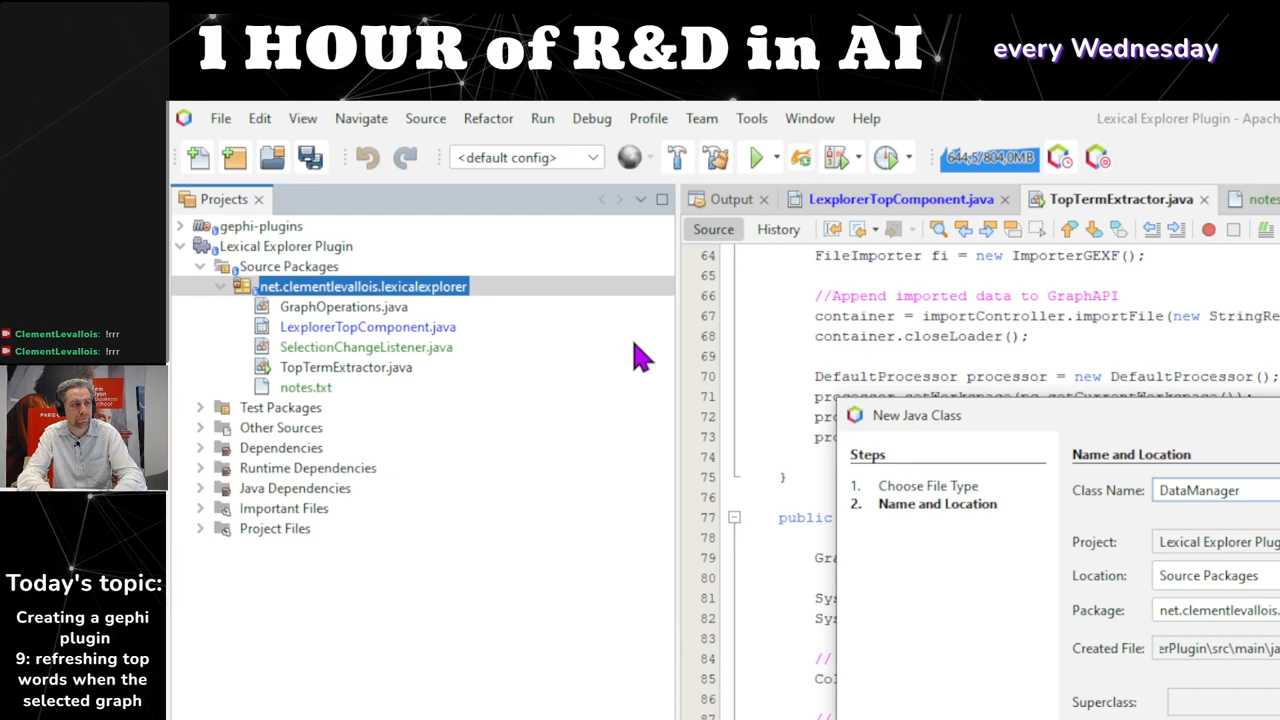 1 HOUR of R&D in AI
every Wednesday
File Edit View Navigate Source Refactor Run Debug Profile Team Tools Window Help
Lexical Explorer Plugin - Apach
<default config>
644,5/804,0MB
Projects
Output
LexplorerTopComponent.java
TopTermExtractor.java
notes
Source
History
gephi-plugins
Lexical Explorer Plugin
Source Packages
net.clementlevallois.lexicalexplorer
GraphOperations.java
LexplorerTopComponent.java
SelectionChangeListener.java
TopTermExtractor.java
notes.txt
Test Packages
Other Sources
Dependencies
Runtime Dependencies
Java Dependencies
Important Files
Project Files
64 FileImporter fi = new ImporterGEXF();
65
66 //Append imported data to GraphAPI
67 container = importController.importFile(new StringRe
68 container.closeLoader();
69
70 DefaultProcessor processor = new DefaultProcessor();
71
72 pro
73 pro
74
75 }
76
77 public
78
79 Gra
80
81 Sys
82 Sys
83
84 //
85 Col
86
87 //
New Java Class
Steps
1. Choose File Type
2. Name and Location
Name and Location
Class Name: DataManager
Project: Lexical Explorer Plug
Location: Source Packages
Package: net.clementlevallois.
Created File: erPlugin\src\main\ja
Superclass:
ClementLevallois: !rrr
ClementLevallois: !rrr
Today's topic:
Creating a gephi
plugin
9: refreshing top
words when the
selected graph